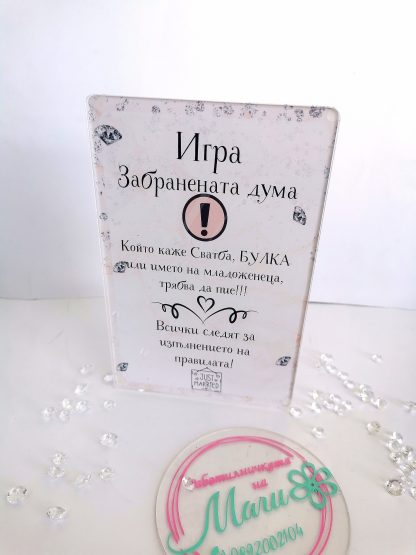 Игра
Забранената дума
!
Който каже Сватба, БУЛКА
или името на младоженеца,
трябва да пие!!!
Всички следят за
изпълнението на
правилата!
JUST
MARRIED
Работилничката
на
Маги